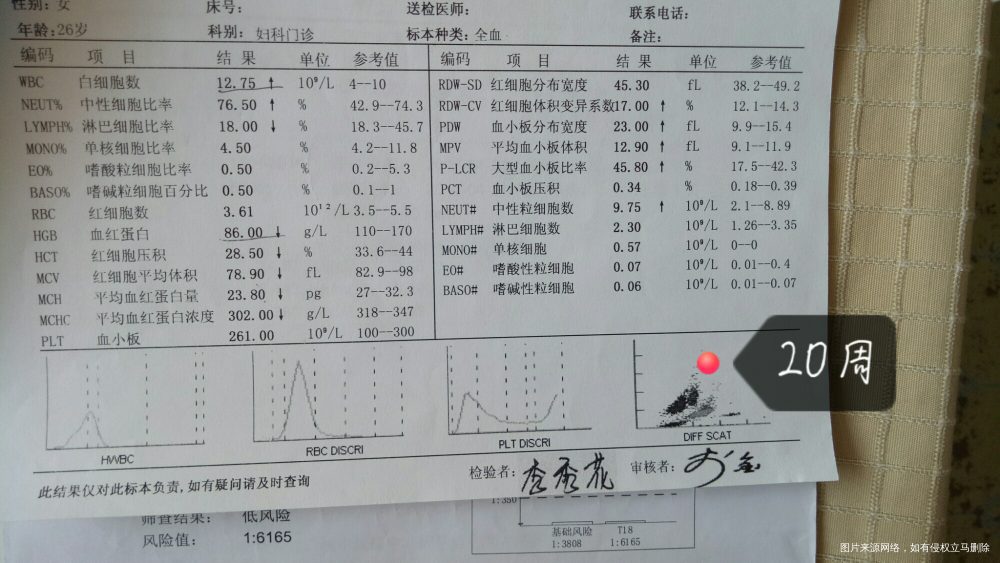 性别: 女 床号: 送检医师: 联系电话:
年龄: 26岁 科别: 妇科门诊 标本种类: 全血 备注:
编码 项 目 结 果 单位 参考值 编码 项 目 结 果 单位 参考值
WBC 白细胞数 12.75 ↑ 10⁹/L 4--10 RDW-SD 红细胞分布宽度 45.30 fL 38.2--49.2
NEUT% 中性细胞比率 76.50 ↑ % 42.9--74.3 RDW-CV 红细胞体积变异系数 17.00 ↑ % 12.1--14.3
LYMPH% 淋巴细胞比率 18.00 ↓ % 18.3--45.7 PDW 血小板分布宽度 23.00 ↑ fL 9.9--15.4
MONO% 单核细胞比率 4.50 % 4.2--11.8 MPV 平均血小板体积 12.90 ↑ fL 9.1--11.9
EO% 嗜酸粒细胞比率 0.50 % 0.2--5.3 P-LCR 大型血小板比率 45.80 ↑ % 17.5--42.3
BASO% 嗜碱粒细胞百分比 0.50 % 0.1--1 PCT 血小板压积 0.34 % 0.18--0.39
RBC 红细胞数 3.61 10¹²/L 3.5--5.5 NEUT# 中性粒细胞数 9.75 ↑ 10⁹/L 2.1--8.89
HGB 血红蛋白 86.00 ↓ g/L 110--170 LYMPH# 淋巴细胞数 2.30 10⁹/L 1.26--3.35
HCT 红细胞压积 28.50 ↓ % 33.6--44 MONO# 单核细胞 0.57 10⁹/L 0--0
MCV 红细胞平均体积 78.90 ↓ fL 82.9--98 EO# 嗜酸性粒细胞 0.07 10⁹/L 0.01--0.4
MCH 平均血红蛋白量 23.80 ↓ pg 27--32.3 BASO# 嗜碱性粒细胞 0.06 10⁹/L 0.01--0.07
MCHC 平均血红蛋白浓度 302.00 ↓ g/L 318--347
PLT 血小板 261.00 10⁹/L 100--300
20周
HWBC RBC DISCRI PLT DISCRI DIFF SCAT
此结果仅对此标本负责,如有疑问请及时查询 检验者: 李秀花 审核者:
筛查结果: 低风险
风险值: 1:6165
1:350
基础风险 T18
1:3808 1:6165
图片来源网络，如有侵权立马删除